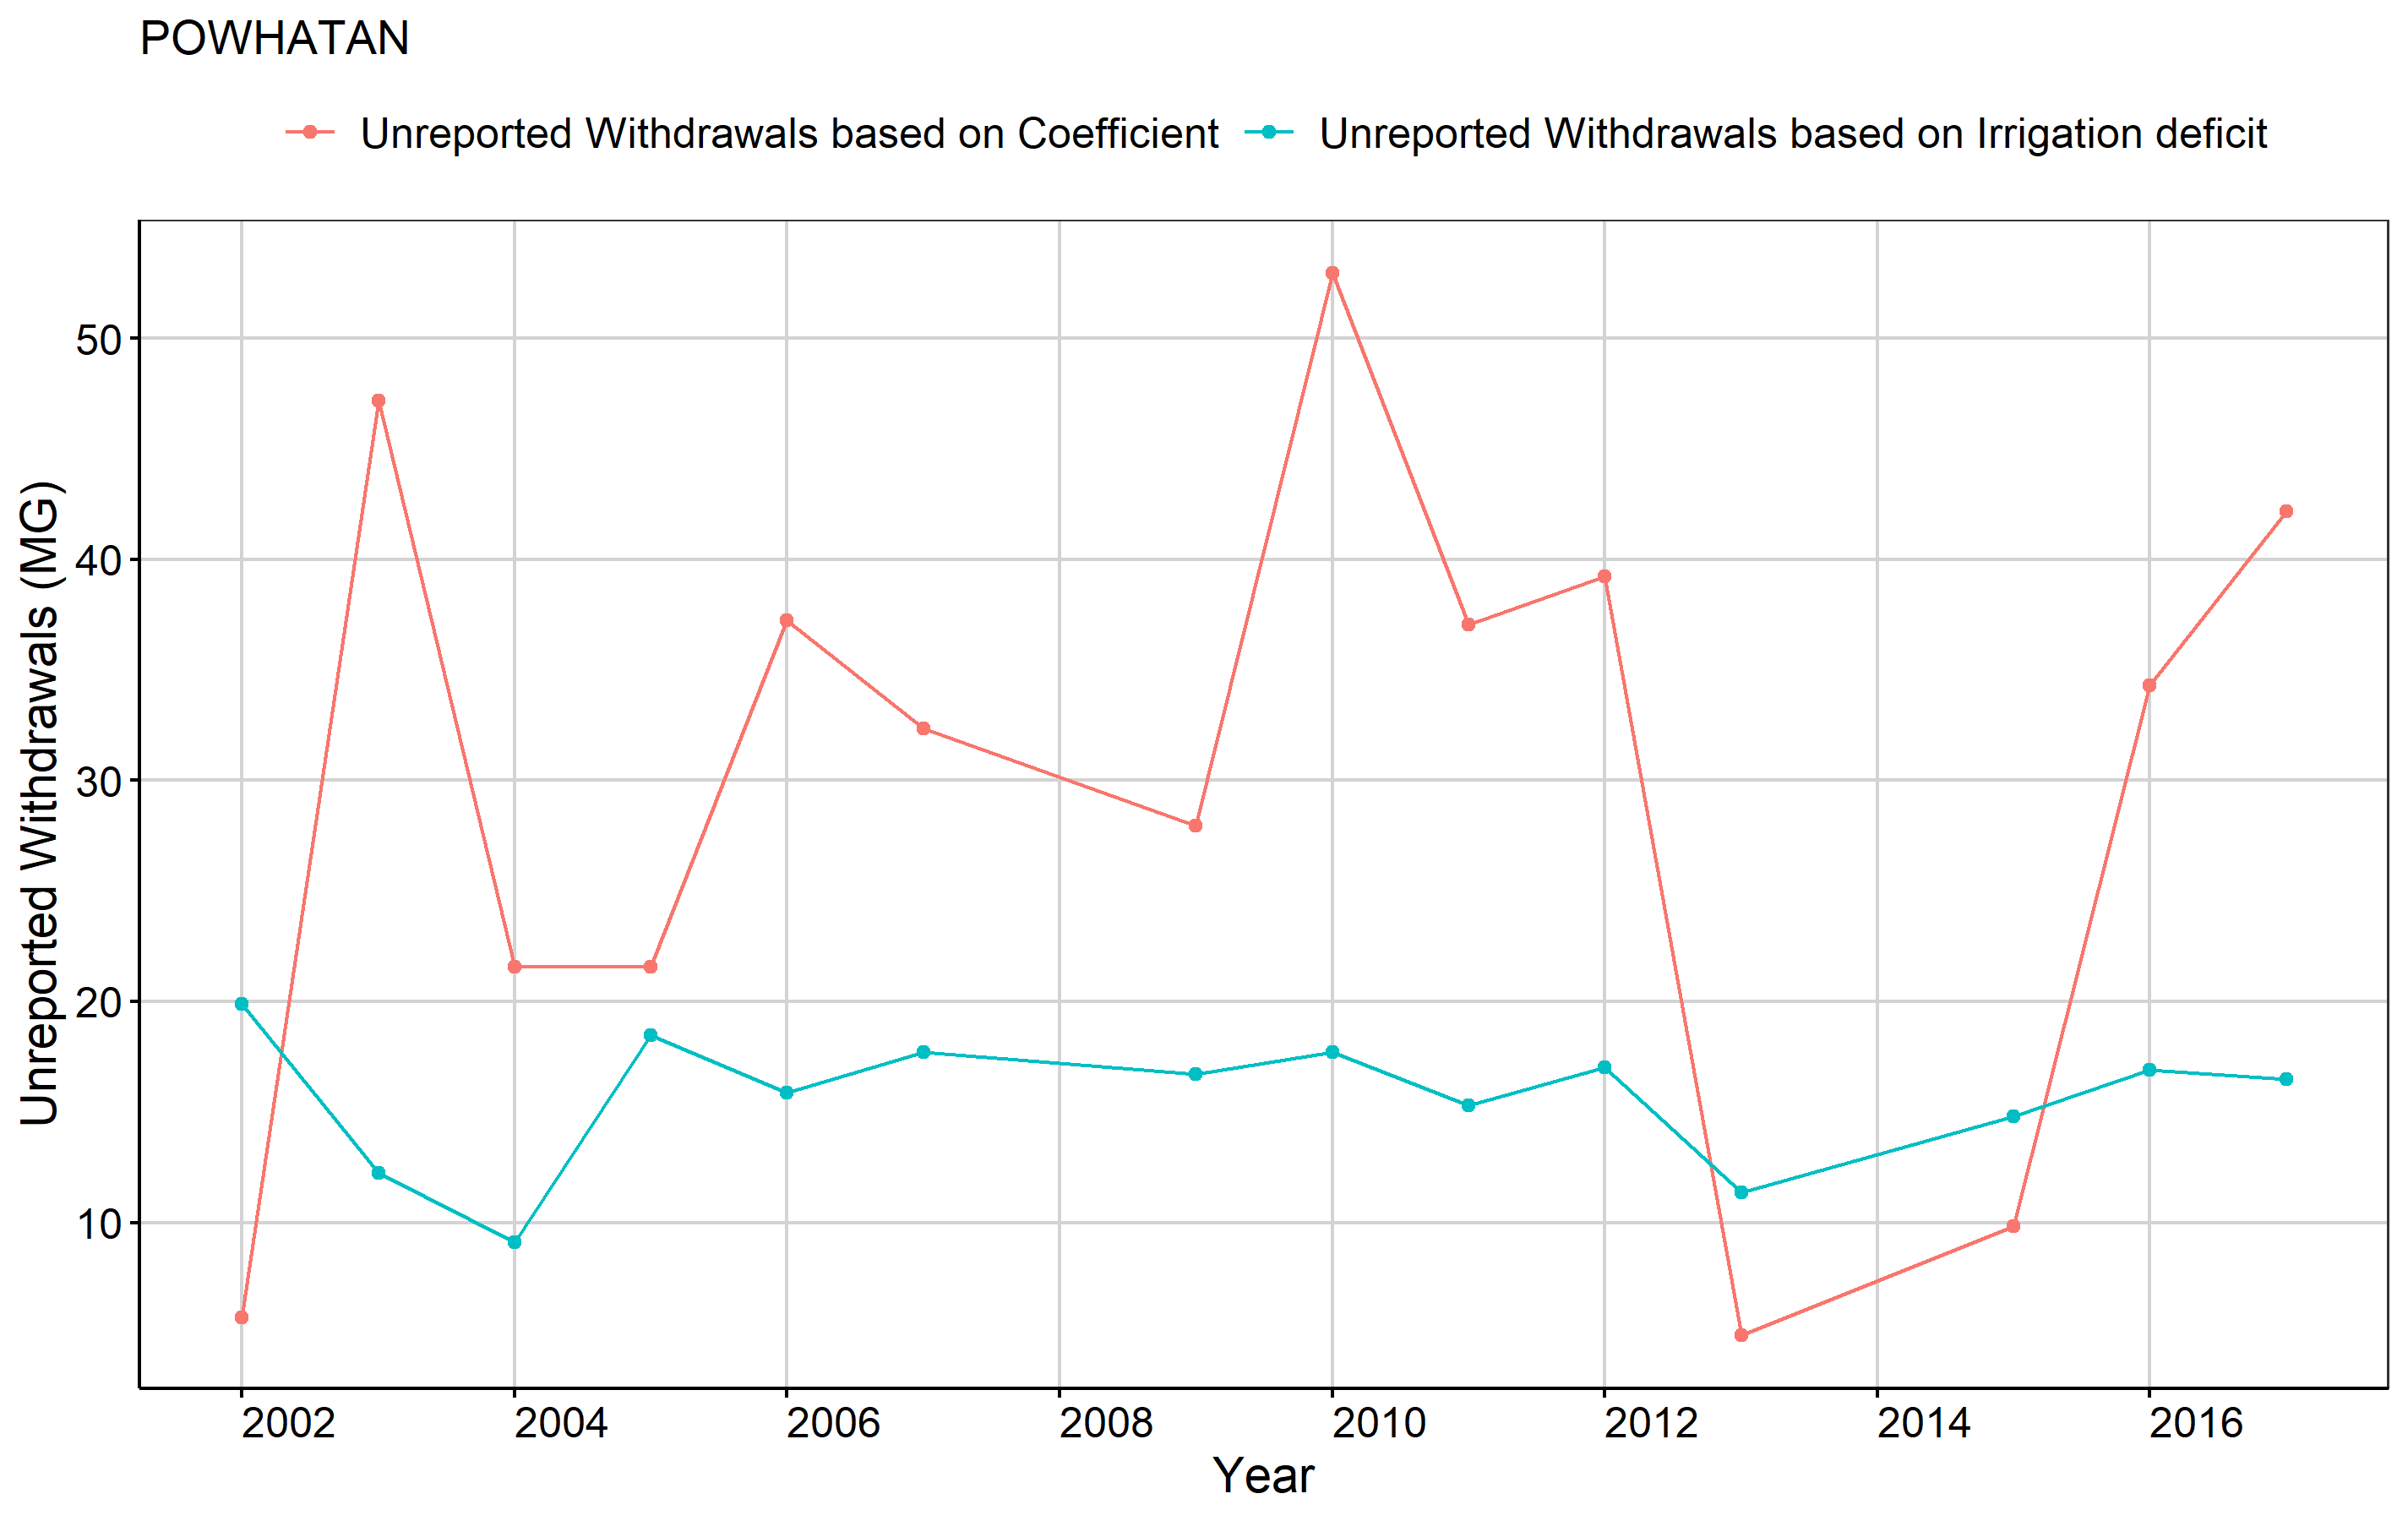 POWHATAN
Unreported Withdrawals based on Coefficient Unreported Withdrawals based on Irrigation deficit
Unreported Withdrawals (MG)
50
40
30
20
10
2002 2004 2006 2008 2010 2012 2014 2016
Year